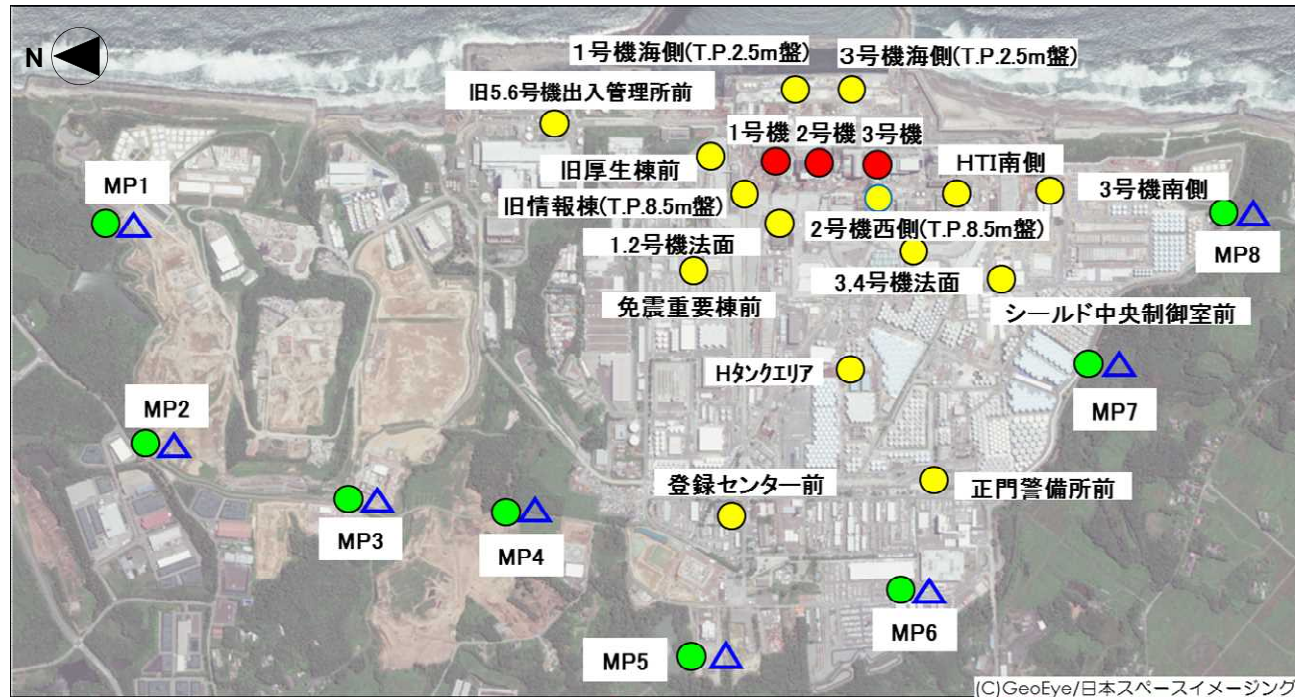 N
1号機海側(T.P.2.5m盤)
3号機海側(T.P.2.5m盤)
旧5.6号機出入管理所前
1号機
2号機
3号機
旧厚生棟前
HTI南側
MP1
3号機南側
旧情報棟(T.P.8.5m盤)
2号機西側(T.P.8.5m盤)
1.2号機法面
MP8
3.4号機法面
免震重要棟前
シールド中央制御室前
Hタンクエリア
MP2
MP7
登録センター前
正門警備所前
MP3
MP4
MP6
MP5
(C)GeoEye/日本スペースイメージング